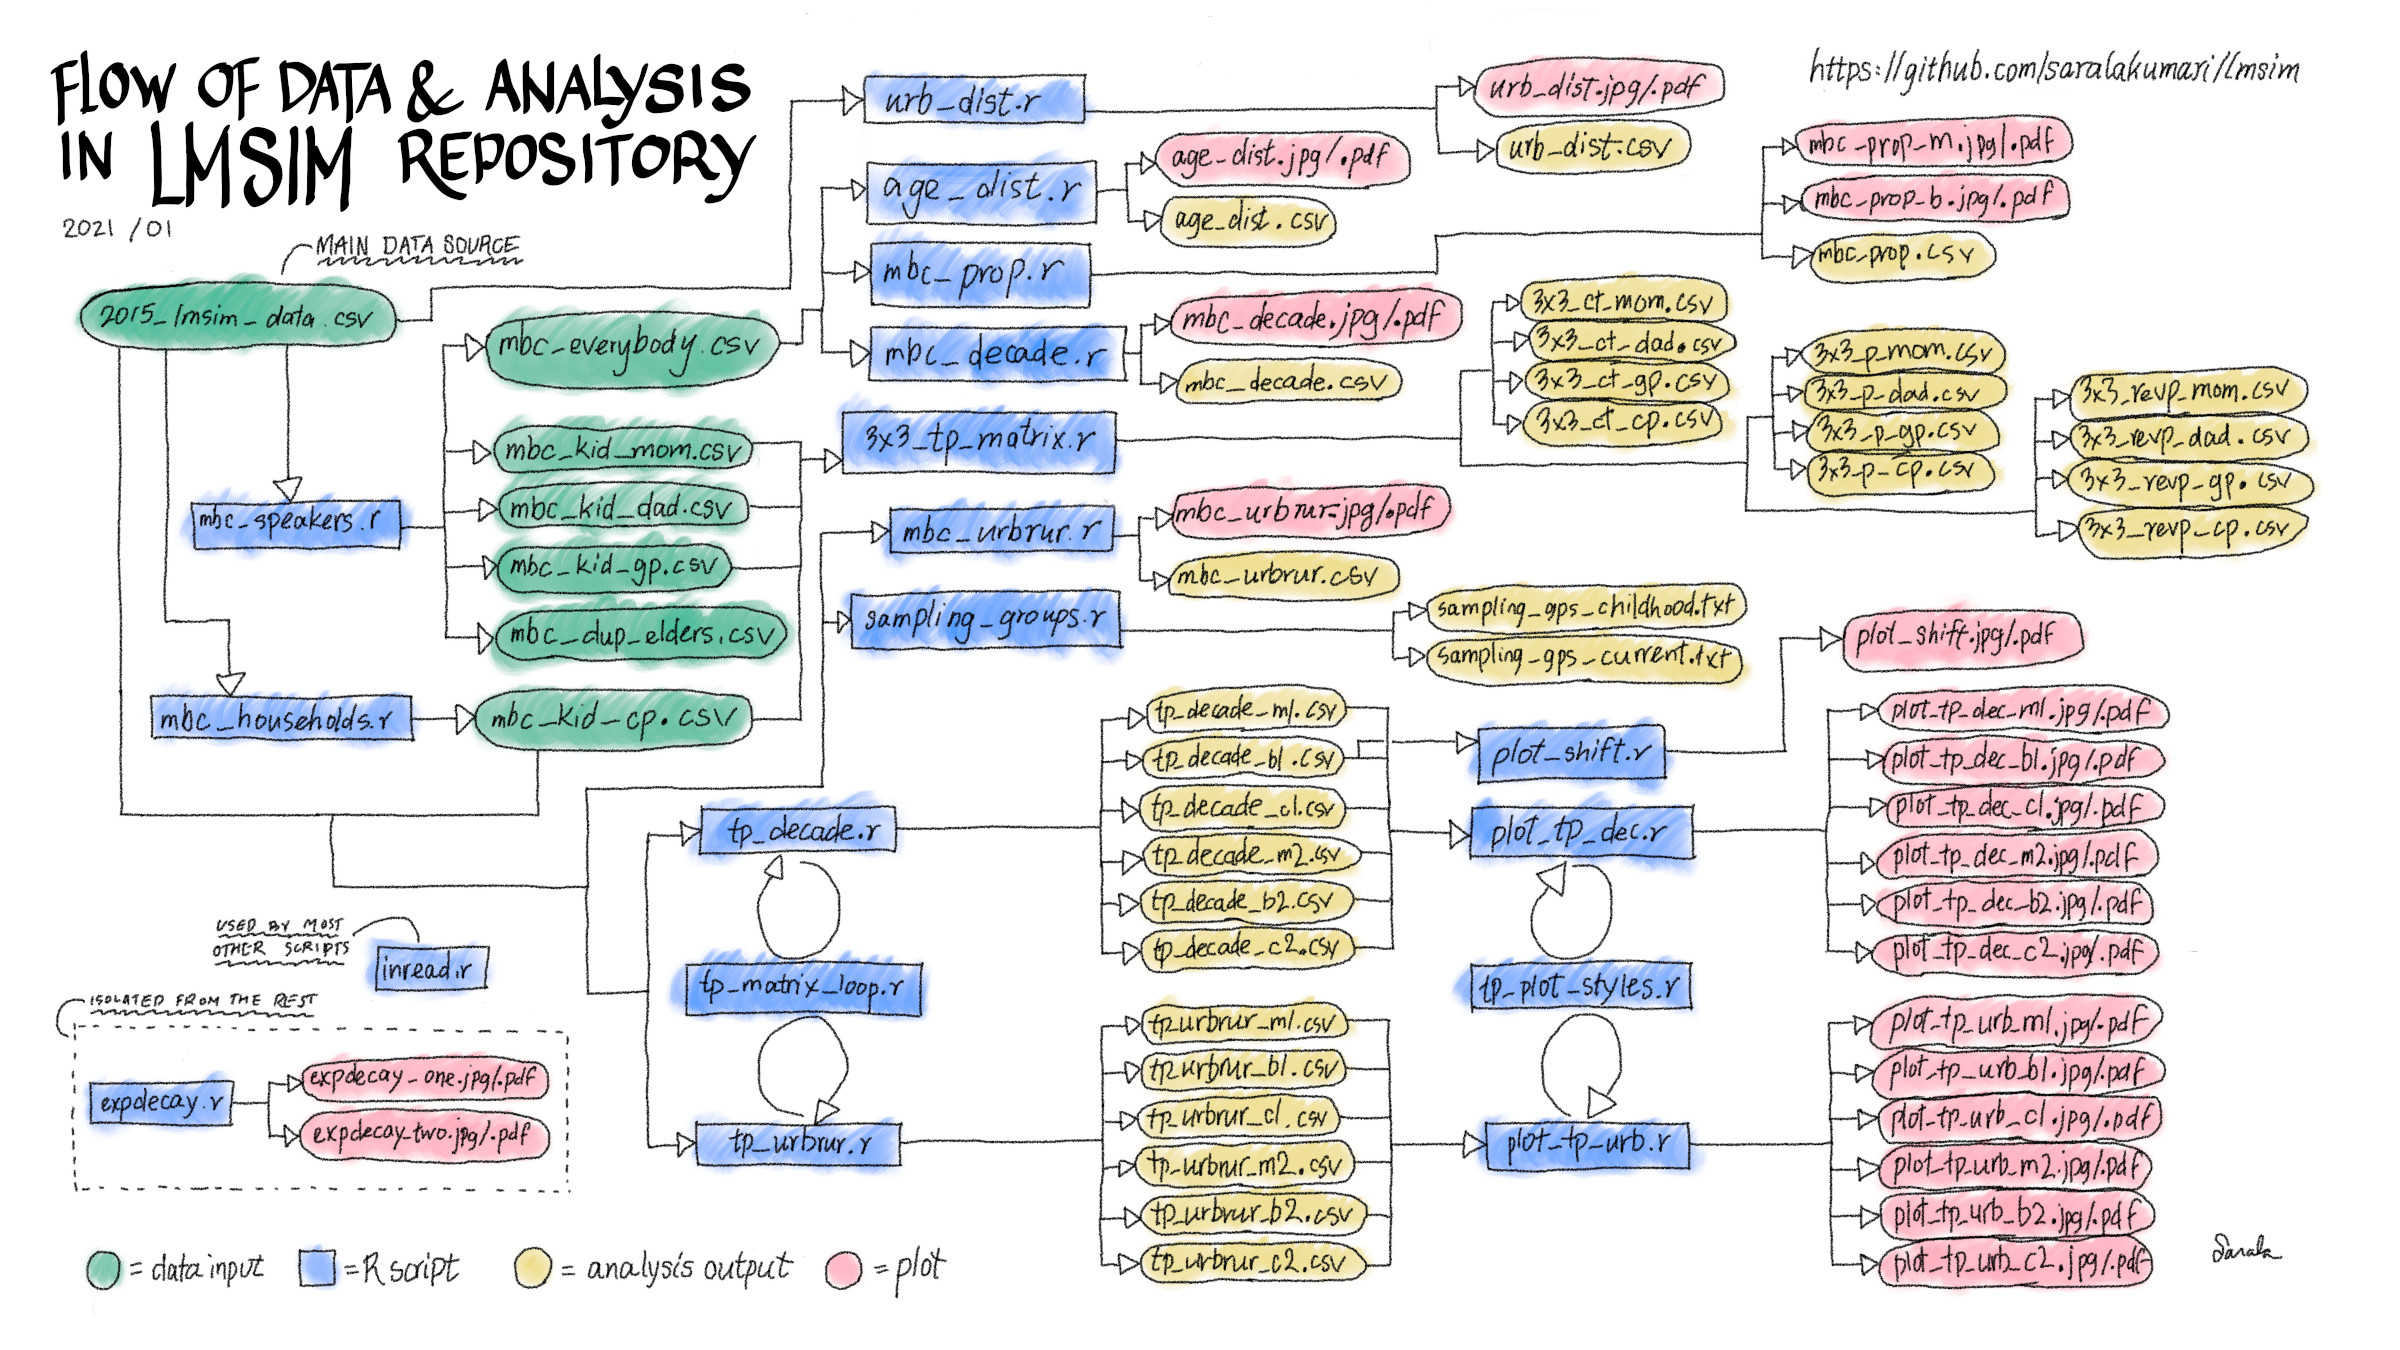 FLOW OF DATA & ANALYSIS
IN LMSIM REPOSITORY
2021 /01
https://github.com/saralakumari/lmsim
MAIN DATA SOURCE
2015_lmsim_data.csv
mbc_speakers.r
mbc_households.r
mbc_everybody.csv
mbc_kid_mom.csv
mbc_kid_dad.csv
mbc_kid_gp.csv
mbc_dup_elders.csv
mbc_kid_cp.csv
urb_dist.r
urb_dist.jpg/.pdf
urb_dist.csv
age_dist.r
age_dist.jpg/.pdf
age_dist.csv
mbc_prop.r
mbc_prop_m.jpg/.pdf
mbc_prop_b.jpg/.pdf
mbc_prop.csv
mbc_decade.r
mbc_decade.jpg/.pdf
mbc_decade.csv
3x3_tp_matrix.r
3x3_ct_mom.csv
3x3_ct_dad.csv
3x3_ct_gp.csv
3x3_ct_cp.csv
3x3_p_mom.csv
3x3_p_dad.csv
3x3_p_gp.csv
3x3_p_cp.csv
3x3_revp_mom.csv
3x3_revp_dad.csv
3x3_revp_gp.csv
3x3_revp_cp.csv
mbc_urbrur.r
mbc_urbrur.jpg/.pdf
mbc_urbrur.csv
sampling_groups.r
sampling_gps_childhood.txt
sampling_gps_current.txt
tp_decade.r
tp_matrix_loop.r
tp_urbrur.r
tp_decade_m1.csv
tp_decade_b1.csv
tp_decade_c1.csv
tp_decade_m2.csv
tp_decade_b2.csv
tp_decade_c2.csv
tp_urbrur_m1.csv
tp_urbrur_b1.csv
tp_urbrur_c1.csv
tp_urbrur_m2.csv
tp_urbrur_b2.csv
tp_urbrur_c2.csv
plot_shift.r
plot_tp_dec.r
tp_plot_styles.r
plot_tp_urb.r
plot_shift.jpg/.pdf
plot_tp_dec_m1.jpg/.pdf
plot_tp_dec_b1.jpg/.pdf
plot_tp_dec_c1.jpg/.pdf
plot_tp_dec_m2.jpg/.pdf
plot_tp_dec_b2.jpg/.pdf
plot_tp_dec_c2.jpg/.pdf
plot_tp_urb_m1.jpg/.pdf
plot_tp_urb_b1.jpg/.pdf
plot_tp_urb_c1.jpg/.pdf
plot_tp_urb_m2.jpg/.pdf
plot_tp_urb_b2.jpg/.pdf
plot_tp_urb_c2.jpg/.pdf
USED BY MOST
OTHER SCRIPTS
inread.r
ISOLATED FROM THE REST
expdecay.r
expdecay_one.jpg/.pdf
expdecay_two.jpg/.pdf
= data input
= R script
= analysis output
= plot
Sarala